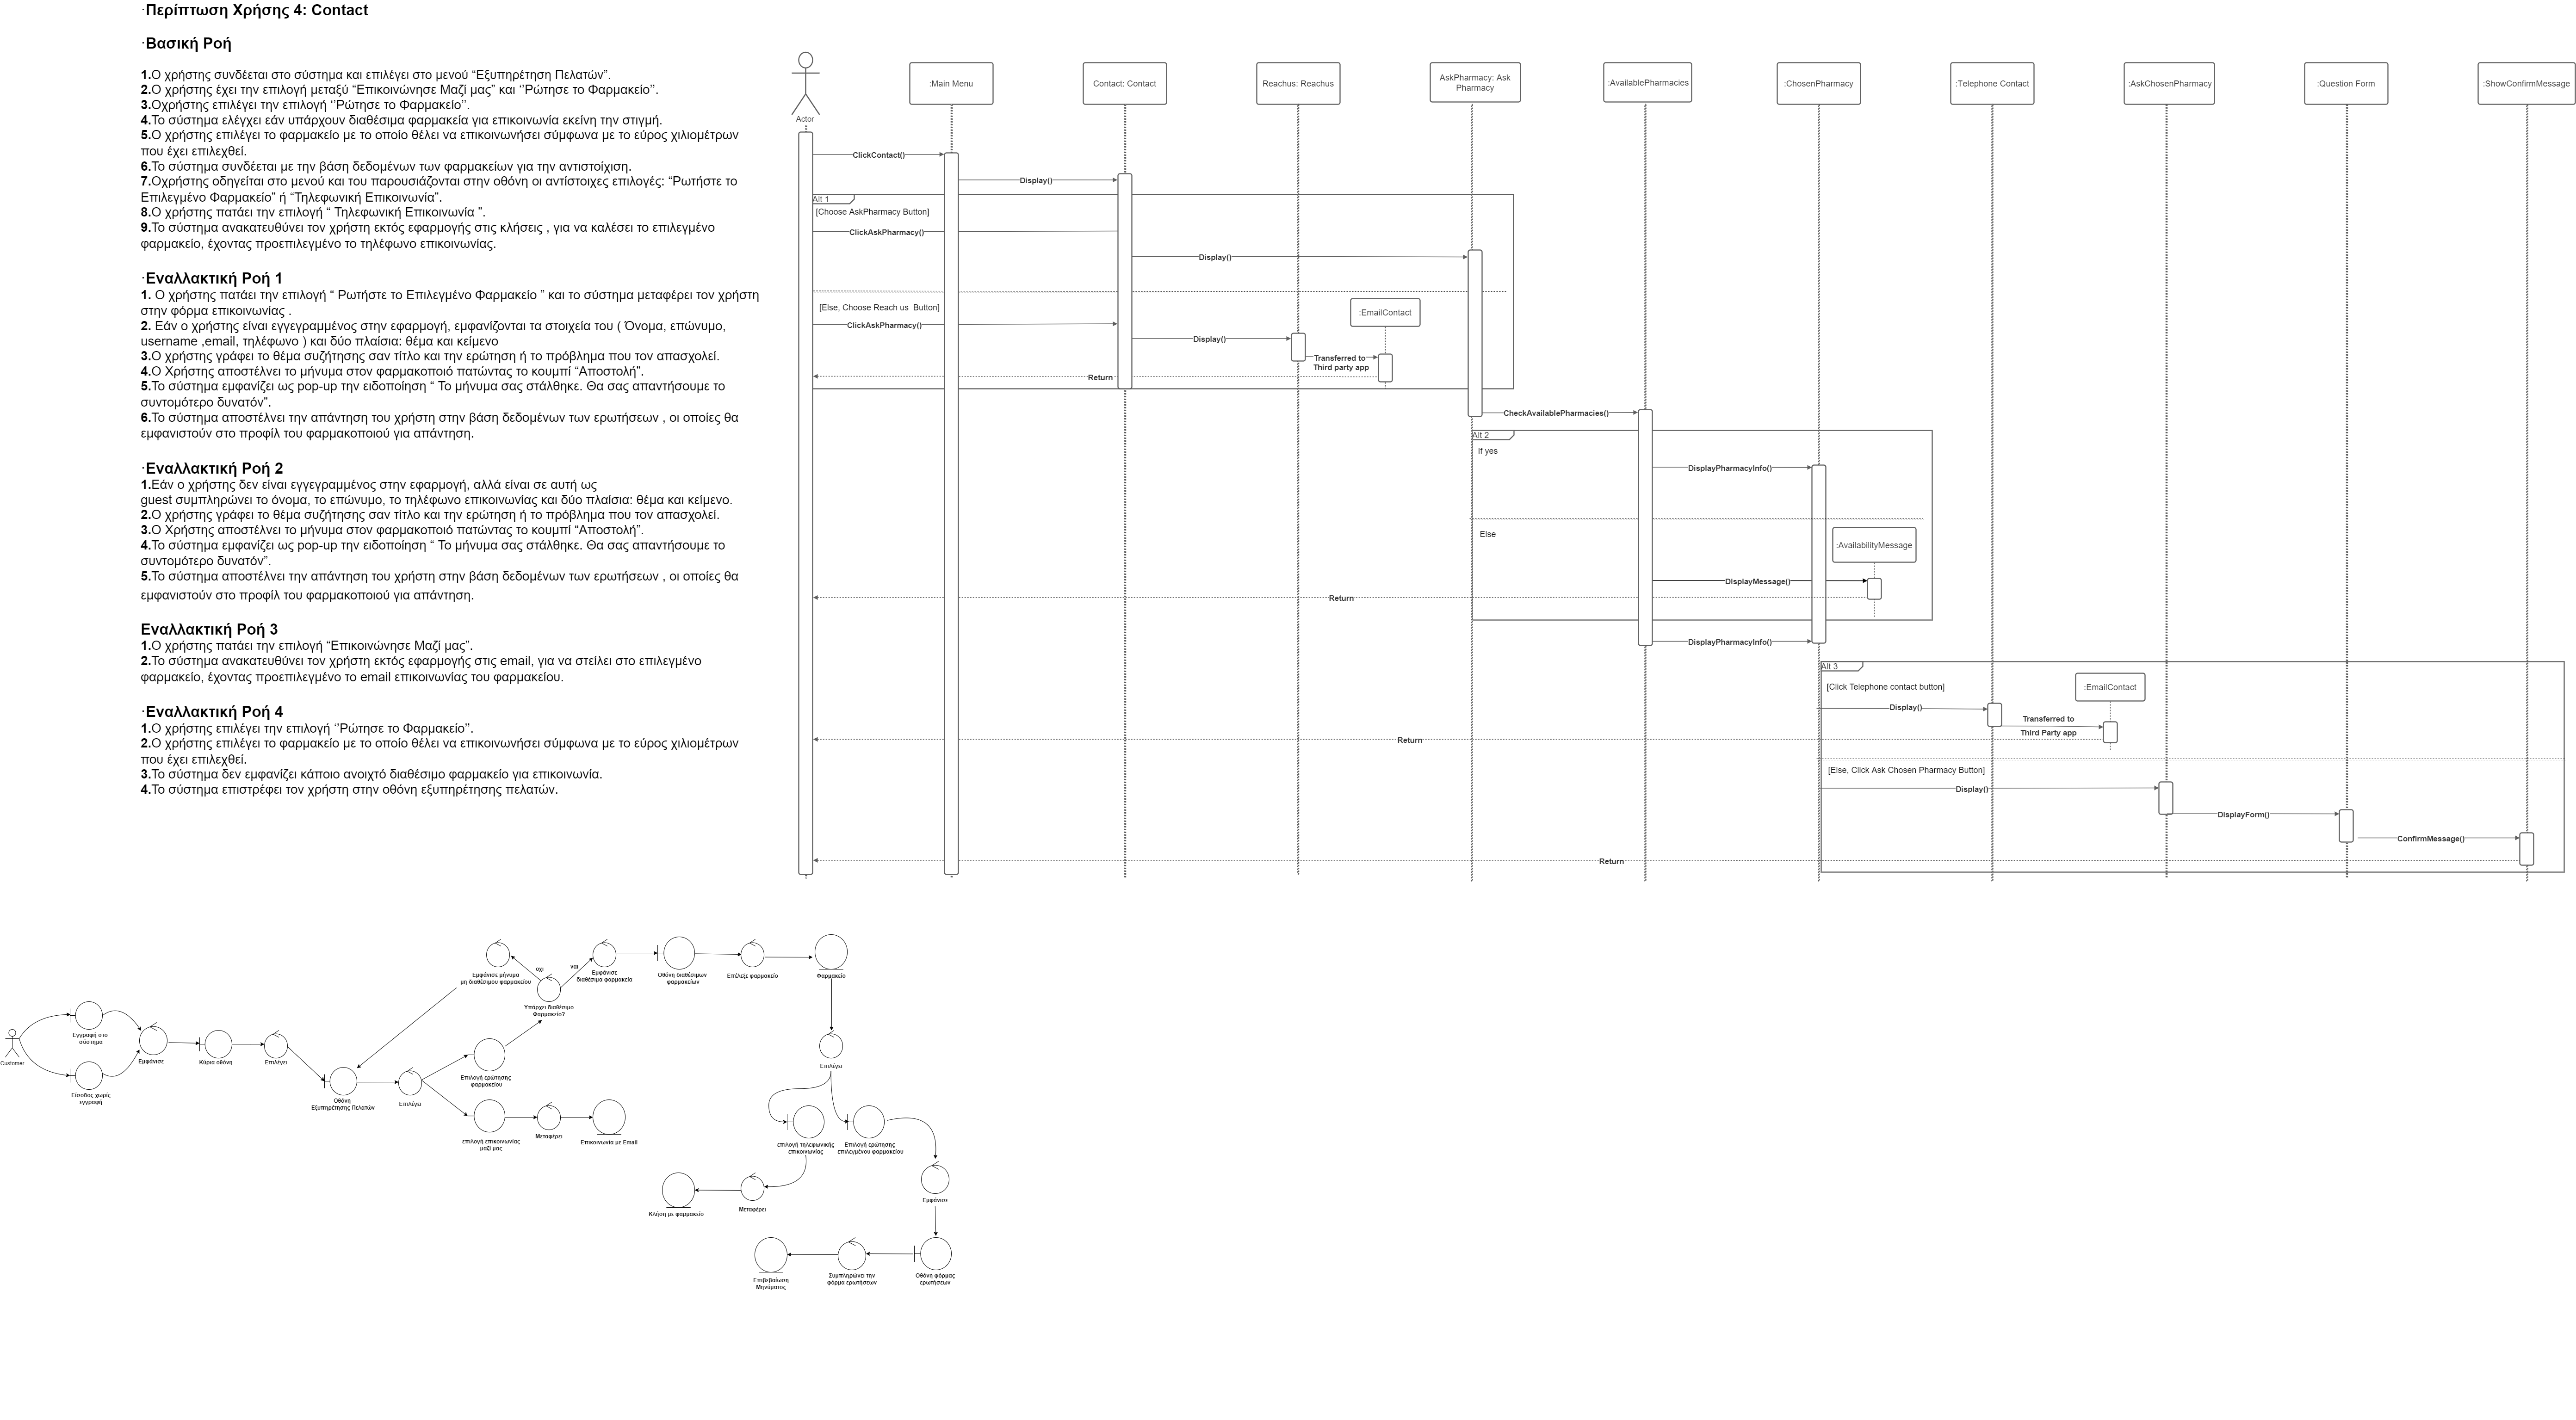 ·Περίπτωση Χρήσης 4: Contact
·Βασική Ροή
1.Ο χρήστης συνδέεται στο σύστημα και επιλέγει στο μενού “Εξυπηρέτηση Πελατών”.
2.Ο χρήστης έχει την επιλογή μεταξύ “Επικοινώνησε Μαζί μας” και ‘’Ρώτησε το Φαρμακείο’’.
3.Οχρήστης επιλέγει την επιλογή ‘’Ρώτησε το Φαρμακείο’’.
4.Το σύστημα ελέγχει εάν υπάρχουν διαθέσιμα φαρμακεία για επικοινωνία εκείνη την στιγμή.
5.Ο χρήστης επιλέγει το φαρμακείο με το οποίο θέλει να επικοινωνήσει σύμφωνα με το εύρος χιλιομέτρων
που έχει επιλεχθεί.
6.Το σύστημα συνδέεται με την βάση δεδομένων των φαρμακείων για την αντιστοίχιση.
7.Οχρήστης οδηγείται στο μενού και του παρουσιάζονται στην οθόνη οι αντίστοιχες επιλογές: “Ρωτήστε το
Επιλεγμένο Φαρμακείο” ή “Τηλεφωνική Επικοινωνία”.
8.Ο χρήστης πατάει την επιλογή “ Τηλεφωνική Επικοινωνία ”.
9.Το σύστημα ανακατευθύνει τον χρήστη εκτός εφαρμογής στις κλήσεις , για να καλέσει το επιλεγμένο
φαρμακείο, έχοντας προεπιλεγμένο το τηλέφωνο επικοινωνίας.
·Εναλλακτική Ροή 1
1. Ο χρήστης πατάει την επιλογή “ Ρωτήστε το Επιλεγμένο Φαρμακείο ” και το σύστημα μεταφέρει τον χρήστη
στην φόρμα επικοινωνίας .
2. Εάν ο χρήστης είναι εγγεγραμμένος στην εφαρμογή, εμφανίζονται τα στοιχεία του ( Όνομα, επώνυμο,
username ,email, τηλέφωνο ) και δύο πλαίσια: θέμα και κείμενο
3.Ο χρήστης γράφει το θέμα συζήτησης σαν τίτλο και την ερώτηση ή το πρόβλημα που τον απασχολεί.
4.Ο Χρήστης αποστέλνει το μήνυμα στον φαρμακοποιό πατώντας το κουμπί “Αποστολή”.
5.Το σύστημα εμφανίζει ως pop-up την ειδοποίηση “ Το μήνυμα σας στάλθηκε. Θα σας απαντήσουμε το
συντομότερο δυνατόν”.
6.Το σύστημα αποστέλνει την απάντηση του χρήστη στην βάση δεδομένων των ερωτήσεων , οι οποίες θα
εμφανιστούν στο προφίλ του φαρμακοποιού για απάντηση.
·Εναλλακτική Ροή 2
1.Εάν ο χρήστης δεν είναι εγγεγραμμένος στην εφαρμογή, αλλά είναι σε αυτή ως
guest συμπληρώνει το όνομα, το επώνυμο, το τηλέφωνο επικοινωνίας και δύο πλαίσια: θέμα και κείμενο.
2.Ο χρήστης γράφει το θέμα συζήτησης σαν τίτλο και την ερώτηση ή το πρόβλημα που τον απασχολεί.
3.Ο Χρήστης αποστέλνει το μήνυμα στον φαρμακοποιό πατώντας το κουμπί “Αποστολή”.
4.Το σύστημα εμφανίζει ως pop-up την ειδοποίηση “ Το μήνυμα σας στάλθηκε. Θα σας απαντήσουμε το
συντομότερο δυνατόν”.
5.Το σύστημα αποστέλνει την απάντηση του χρήστη στην βάση δεδομένων των ερωτήσεων , οι οποίες θα
εμφανιστούν στο προφίλ του φαρμακοποιού για απάντηση.
Εναλλακτική Ροή 3
1.Ο χρήστης πατάει την επιλογή “Επικοινώνησε Μαζί μας”.
2.Το σύστημα ανακατευθύνει τον χρήστη εκτός εφαρμογής στις email, για να στείλει στο επιλεγμένο
φαρμακείο, έχοντας προεπιλεγμένο το email επικοινωνίας του φαρμακείου.
·Εναλλακτική Ροή 4
1.Ο χρήστης επιλέγει την επιλογή ‘’Ρώτησε το Φαρμακείο’’.
2.Ο χρήστης επιλέγει το φαρμακείο με το οποίο θέλει να επικοινωνήσει σύμφωνα με το εύρος χιλιομέτρων
που έχει επιλεχθεί.
3.Το σύστημα δεν εμφανίζει κάποιο ανοιχτό διαθέσιμο φαρμακείο για επικοινωνία.
4.Το σύστημα επιστρέφει τον χρήστη στην οθόνη εξυπηρέτησης πελατών.
Actor
:Main Menu
Contact: Contact
Reachus: Reachus
AskPharmacy: Ask
Pharmacy
:AvailablePharmacies
:ChosenPharmacy
:Telephone Contact
:AskChosenPharmacy
:Question Form
:ShowConfirmMessage
ClickContact()
Display()
Alt 1
[Choose AskPharmacy Button]
ClickAskPharmacy()
Display()
[Else, Choose Reach us Button]
:EmailContact
ClickAskPharmacy()
Display()
Transferred to
Third party app
Return
CheckAvailablePharmacies()
Alt 2
If yes
DisplayPharmacyInfo()
Else
:AvailabilityMessage
DisplayMessage()
Return
DisplayPharmacyInfo()
Alt 3
[Click Telephone contact button]
:EmailContact
Display()
Transferred to
Third Party app
Return
[Else, Click Ask Chosen Pharmacy Button]
Display()
DisplayForm()
ConfirmMessage()
Return
Customer
Εγγραφή στο
σύστημα
Είσοδος χωρίς
εγγραφή
Εμφάνισε
Κύρια οθόνη
Επιλέγει
Οθόνη
Εξυπηρέτησης Πελατών
Επιλέγει
Επιλογή ερώτησης
φαρμακείου
επιλογή επικοινωνίας
μαζί μας
Μεταφέρει
Επικοινωνία με Email
Υπάρχει διαθέσιμο
Φαρμακείο?
οχι
ναι
Εμφάνισε μήνυμα
μη διαθέσιμου φαρμακείου
Εμφάνισε
διαθέσιμα φαρμακεία
Οθόνη διαθέσιμων
φαρμακείων
Επέλεξε φαρμακείο
Φαρμακείο
Επιλέγει
επιλογή τηλεφωνικής
επικοινωνίας
Επιλογή ερώτησης
επιλεγμένου φαρμακείου
Μεταφέρει
Κλήση με φαρμακείο
Εμφάνισε
Οθόνη φόρμας
ερωτήσεων
Συμπληρώνει την
φόρμα ερωτήσεων
Επιβεβαίωση
Μηνύματος